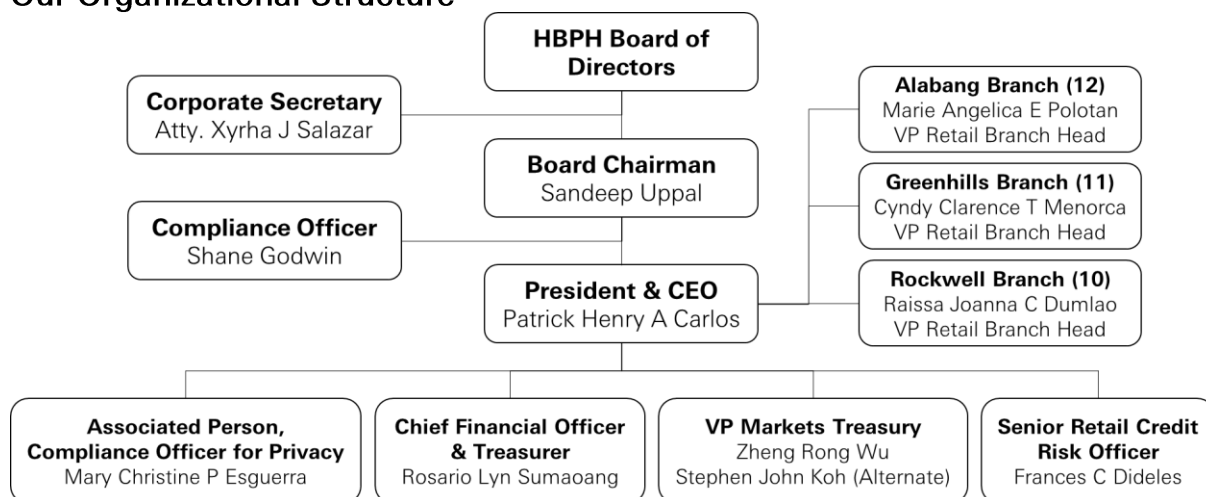 Our Organizational Structure
HBPH Board of
Directors
Corporate Secretary
Atty. Xyrha J Salazar
Board Chairman
Sandeep Uppal
Compliance Officer
Shane Godwin
President & CEO
Patrick Henry A Carlos
Alabang Branch (12)
Marie Angelica E Polotan
VP Retail Branch Head
Greenhills Branch (11)
Cyndy Clarence T Menorca
VP Retail Branch Head
Rockwell Branch (10)
Raissa Joanna C Dumlao
VP Retail Branch Head
Associated Person,
Compliance Officer for Privacy
Mary Christine P Esguerra
Chief Financial Officer
& Treasurer
Rosario Lyn Sumaoang
VP Markets Treasury
Zheng Rong Wu
Stephen John Koh (Alternate)
Senior Retail Credit
Risk Officer
Frances C Dideles